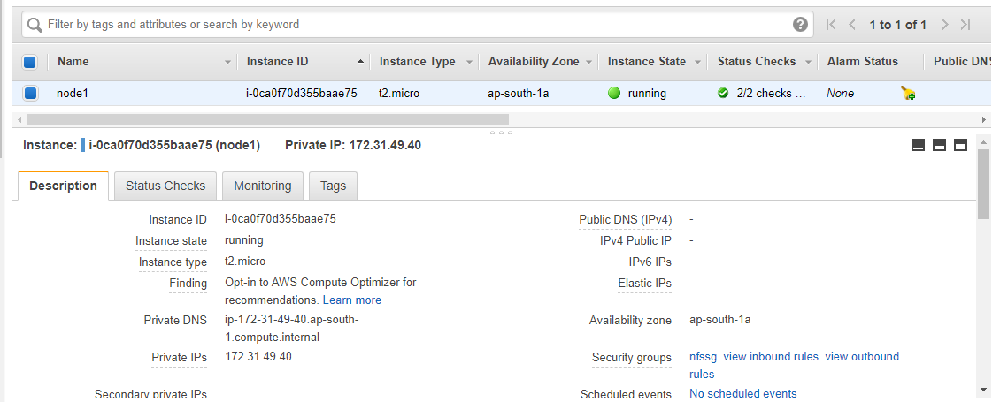 Filter by tags and attributes or search by keyword
1 to 1 of 1
Name Instance ID Instance Type Availability Zone Instance State Status Checks Alarm Status Public DNS
node1 i-0ca0f70d355baae75 t2.micro ap-south-1a running 2/2 checks ... None
Instance: i-0ca0f70d355baae75 (node1) Private IP: 172.31.49.40
Description Status Checks Monitoring Tags
Instance ID i-0ca0f70d355baae75 Public DNS (IPv4) -
Instance state running IPv4 Public IP -
Instance type t2.micro IPv6 IPs -
Finding Opt-in to AWS Compute Optimizer for Elastic IPs
recommendations. Learn more
Private DNS ip-172-31-49-40.ap-south- Availability zone ap-south-1a
1.compute.internal
Private IPs 172.31.49.40 Security groups nfssg. view inbound rules. view outbound
rules
Secondary private IPs Scheduled events No scheduled events